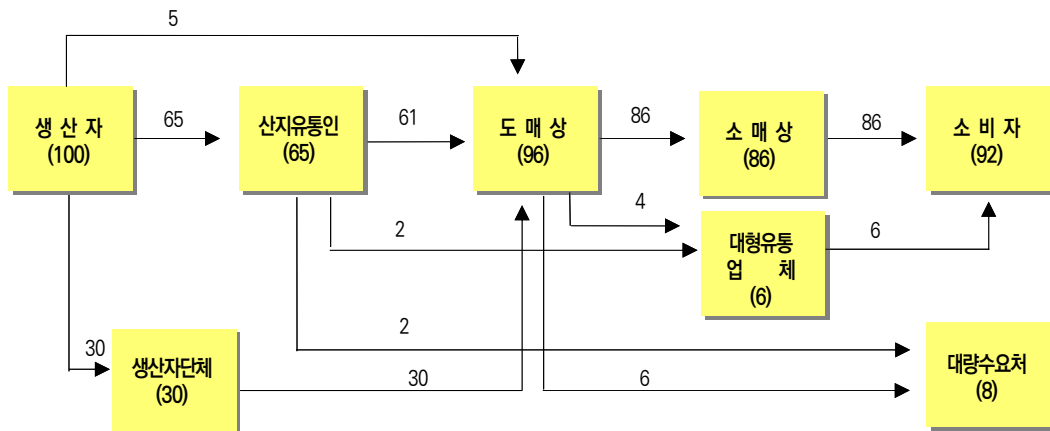 5
생 산 자
(100)
65
산지유통인
(65)
61
도 매 상
(96)
86
소 매 상
(86)
86
소 비 자
(92)
2
4
대형유통
업 체
(6)
6
2
30
생산자단체
(30)
30
6
대량수요처
(8)